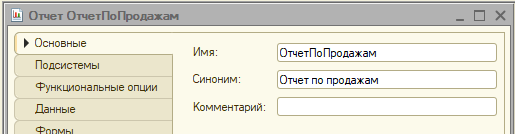 Отчет ОтчетПоПродажам
Основные
Подсистемы
Функциональные опции
Данные
Формы
Имя: ОтчетПоПродажам
Синоним: Отчет по продажам
Комментарий: